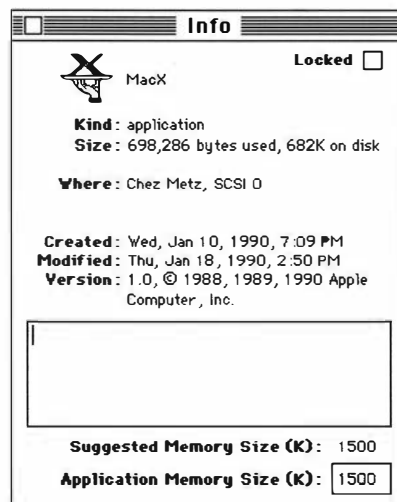 Info
Locked
MacX
Kind: application
Size: 698,286 bytes used, 682K on disk
Where: Chez Metz, SCSI 0
Created: Wed, Jan 10, 1990, 7:09 PM
Modified: Thu, Jan 18, 1990, 2:50 PM
Version: 1.0, © 1988, 1989, 1990 Apple
Computer, Inc.
Suggested Memory Size (K): 1500
Application Memory Size (K): 1500